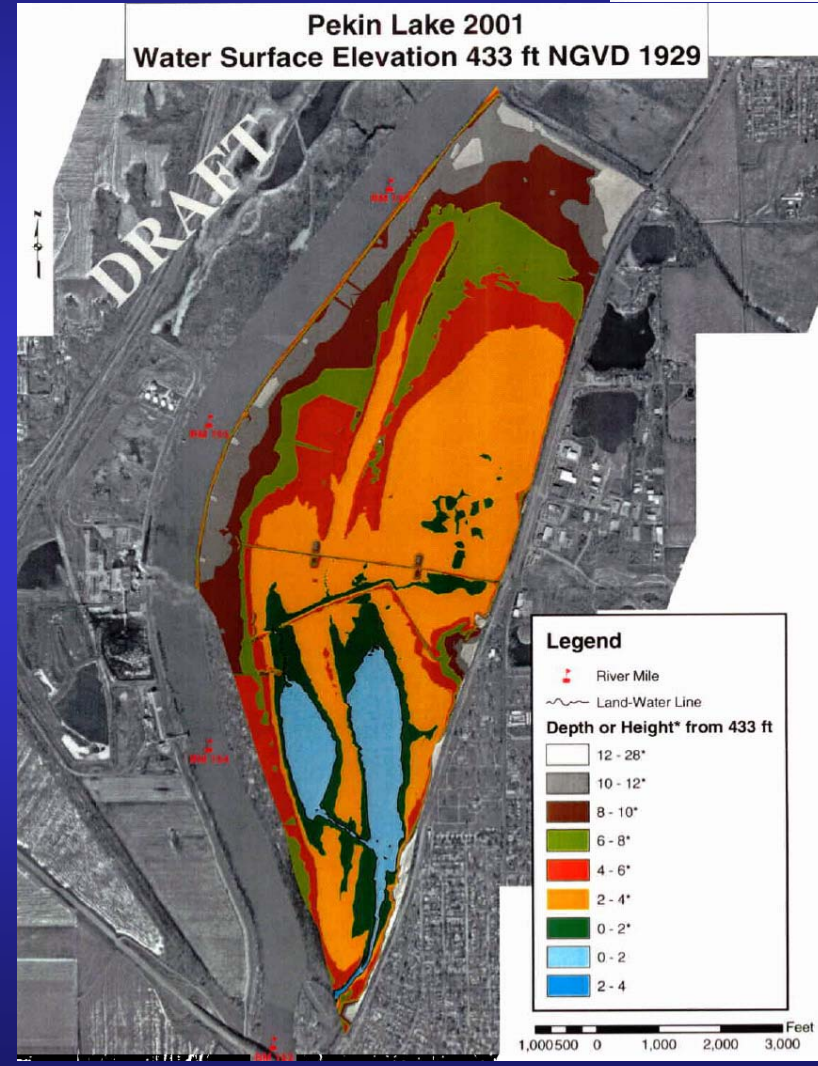 Pekin Lake 2001
Water Surface Elevation 433 ft NGVD 1929
DRAFT
N
Legend
River Mile
Land-Water Line
Depth or Height* from 433 ft
12 - 28*
10 - 12*
8 - 10*
6 - 8*
4 - 6*
2 - 4*
0 - 2*
0 - 2
2 - 4
Feet
1,000 500 0 1,000 2,000 3,000